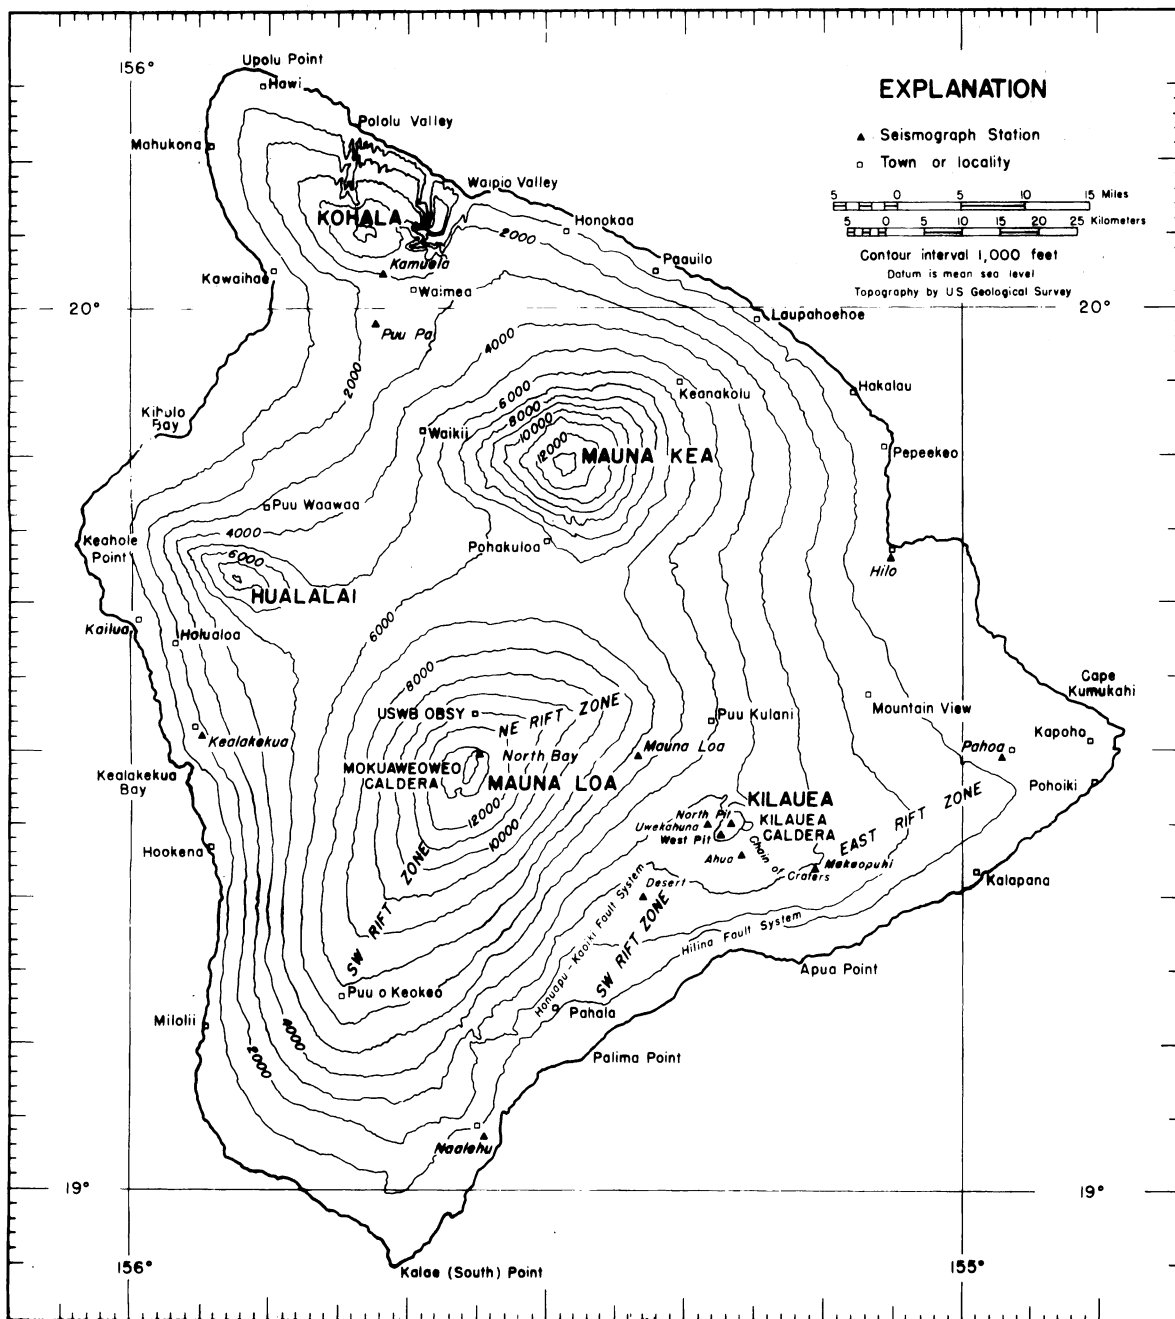 156°
Upolu Point
Hawi
EXPLANATION
Seismograph Station
Town or locality
5 0 5 10 15 Miles
5 0 5 10 15 20 25 Kilometers
Contour interval 1,000 feet
Datum is mean sea level
Topography by US Geological Survey
Pololu Valley
Mahukona
Waipio Valley
KOHALA
Honokaa
2000
Kamuela
Paauilo
Kawaihae
Waimea
20°
20°
Laupahoehoe
Puu Pa
4000
2000
Keanakolu
Hakalau
6000
8000
10000
12000
Kiholo
Bay
Waikii
MAUNA KEA
Pepeekeo
Puu Waawaa
4000
6000
Keahole
Point
Pohakuloa
Hilo
HUALALAI
Kailua
Holualoa
6000
8000
Cape
Kumukahi
USWB OBSY
NE RIFT ZONE
Puu Kulani
Mountain View
Kapoho
Kealakekua
North Bay
Mauna Loa
Pahoa
MOKUAWEOWEO
CALDERA
MAUNA LOA
Kealakekua
Bay
Pohoiki
KILAUEA
KILAUEA
CALDERA
North Pit
Uwekahuna
West Pit
EAST RIFT ZONE
12000
10000
Hookena
Ahua
Chain of Craters
Makaopuhi
Kalapana
Desert
SW RIFT ZONE
Honuapu - Kaoiki Fault System
SW RIFT ZONE
Hilina Fault System
Apua Point
Puu o Keokeo
Pahala
Milolii
4000
2000
Palima Point
Naalehu
19°
19°
156°
155°
Kalae (South) Point